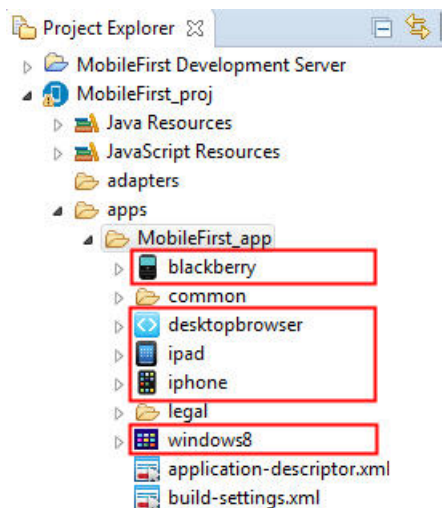 Project Explorer
MobileFirst Development Server
MobileFirst_proj
Java Resources
JavaScript Resources
adapters
apps
MobileFirst_app
blackberry
common
desktopbrowser
ipad
iphone
legal
windows8
application-descriptor.xml
build-settings.xml